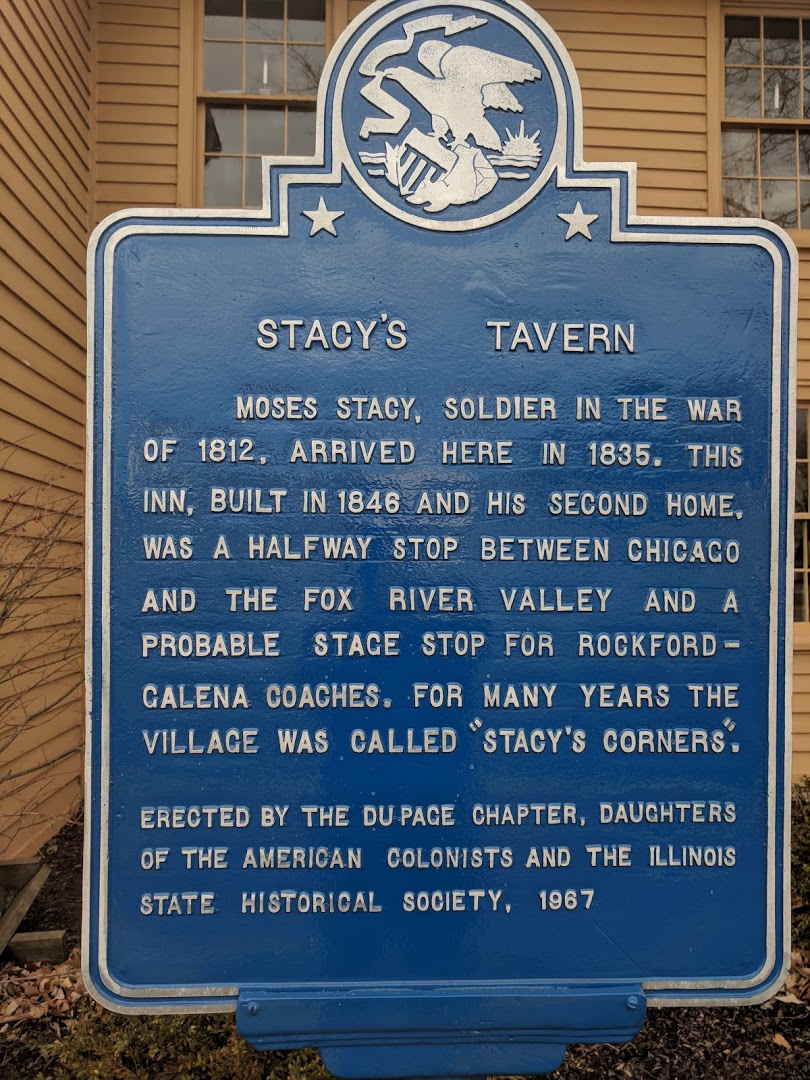 STACY'S TAVERN
MOSES STACY, SOLDIER IN THE WAR
OF 1812, ARRIVED HERE IN 1835. THIS
INN, BUILT IN 1846 AND HIS SECOND HOME,
WAS A HALFWAY STOP BETWEEN CHICAGO
AND THE FOX RIVER VALLEY AND A
PROBABLE STAGE STOP FOR ROCKFORD-
GALENA COACHES. FOR MANY YEARS THE
VILLAGE WAS CALLED "STACY'S CORNERS".
ERECTED BY THE DU PAGE CHAPTER, DAUGHTERS
OF THE AMERICAN COLONISTS AND THE ILLINOIS
STATE HISTORICAL SOCIETY, 1967